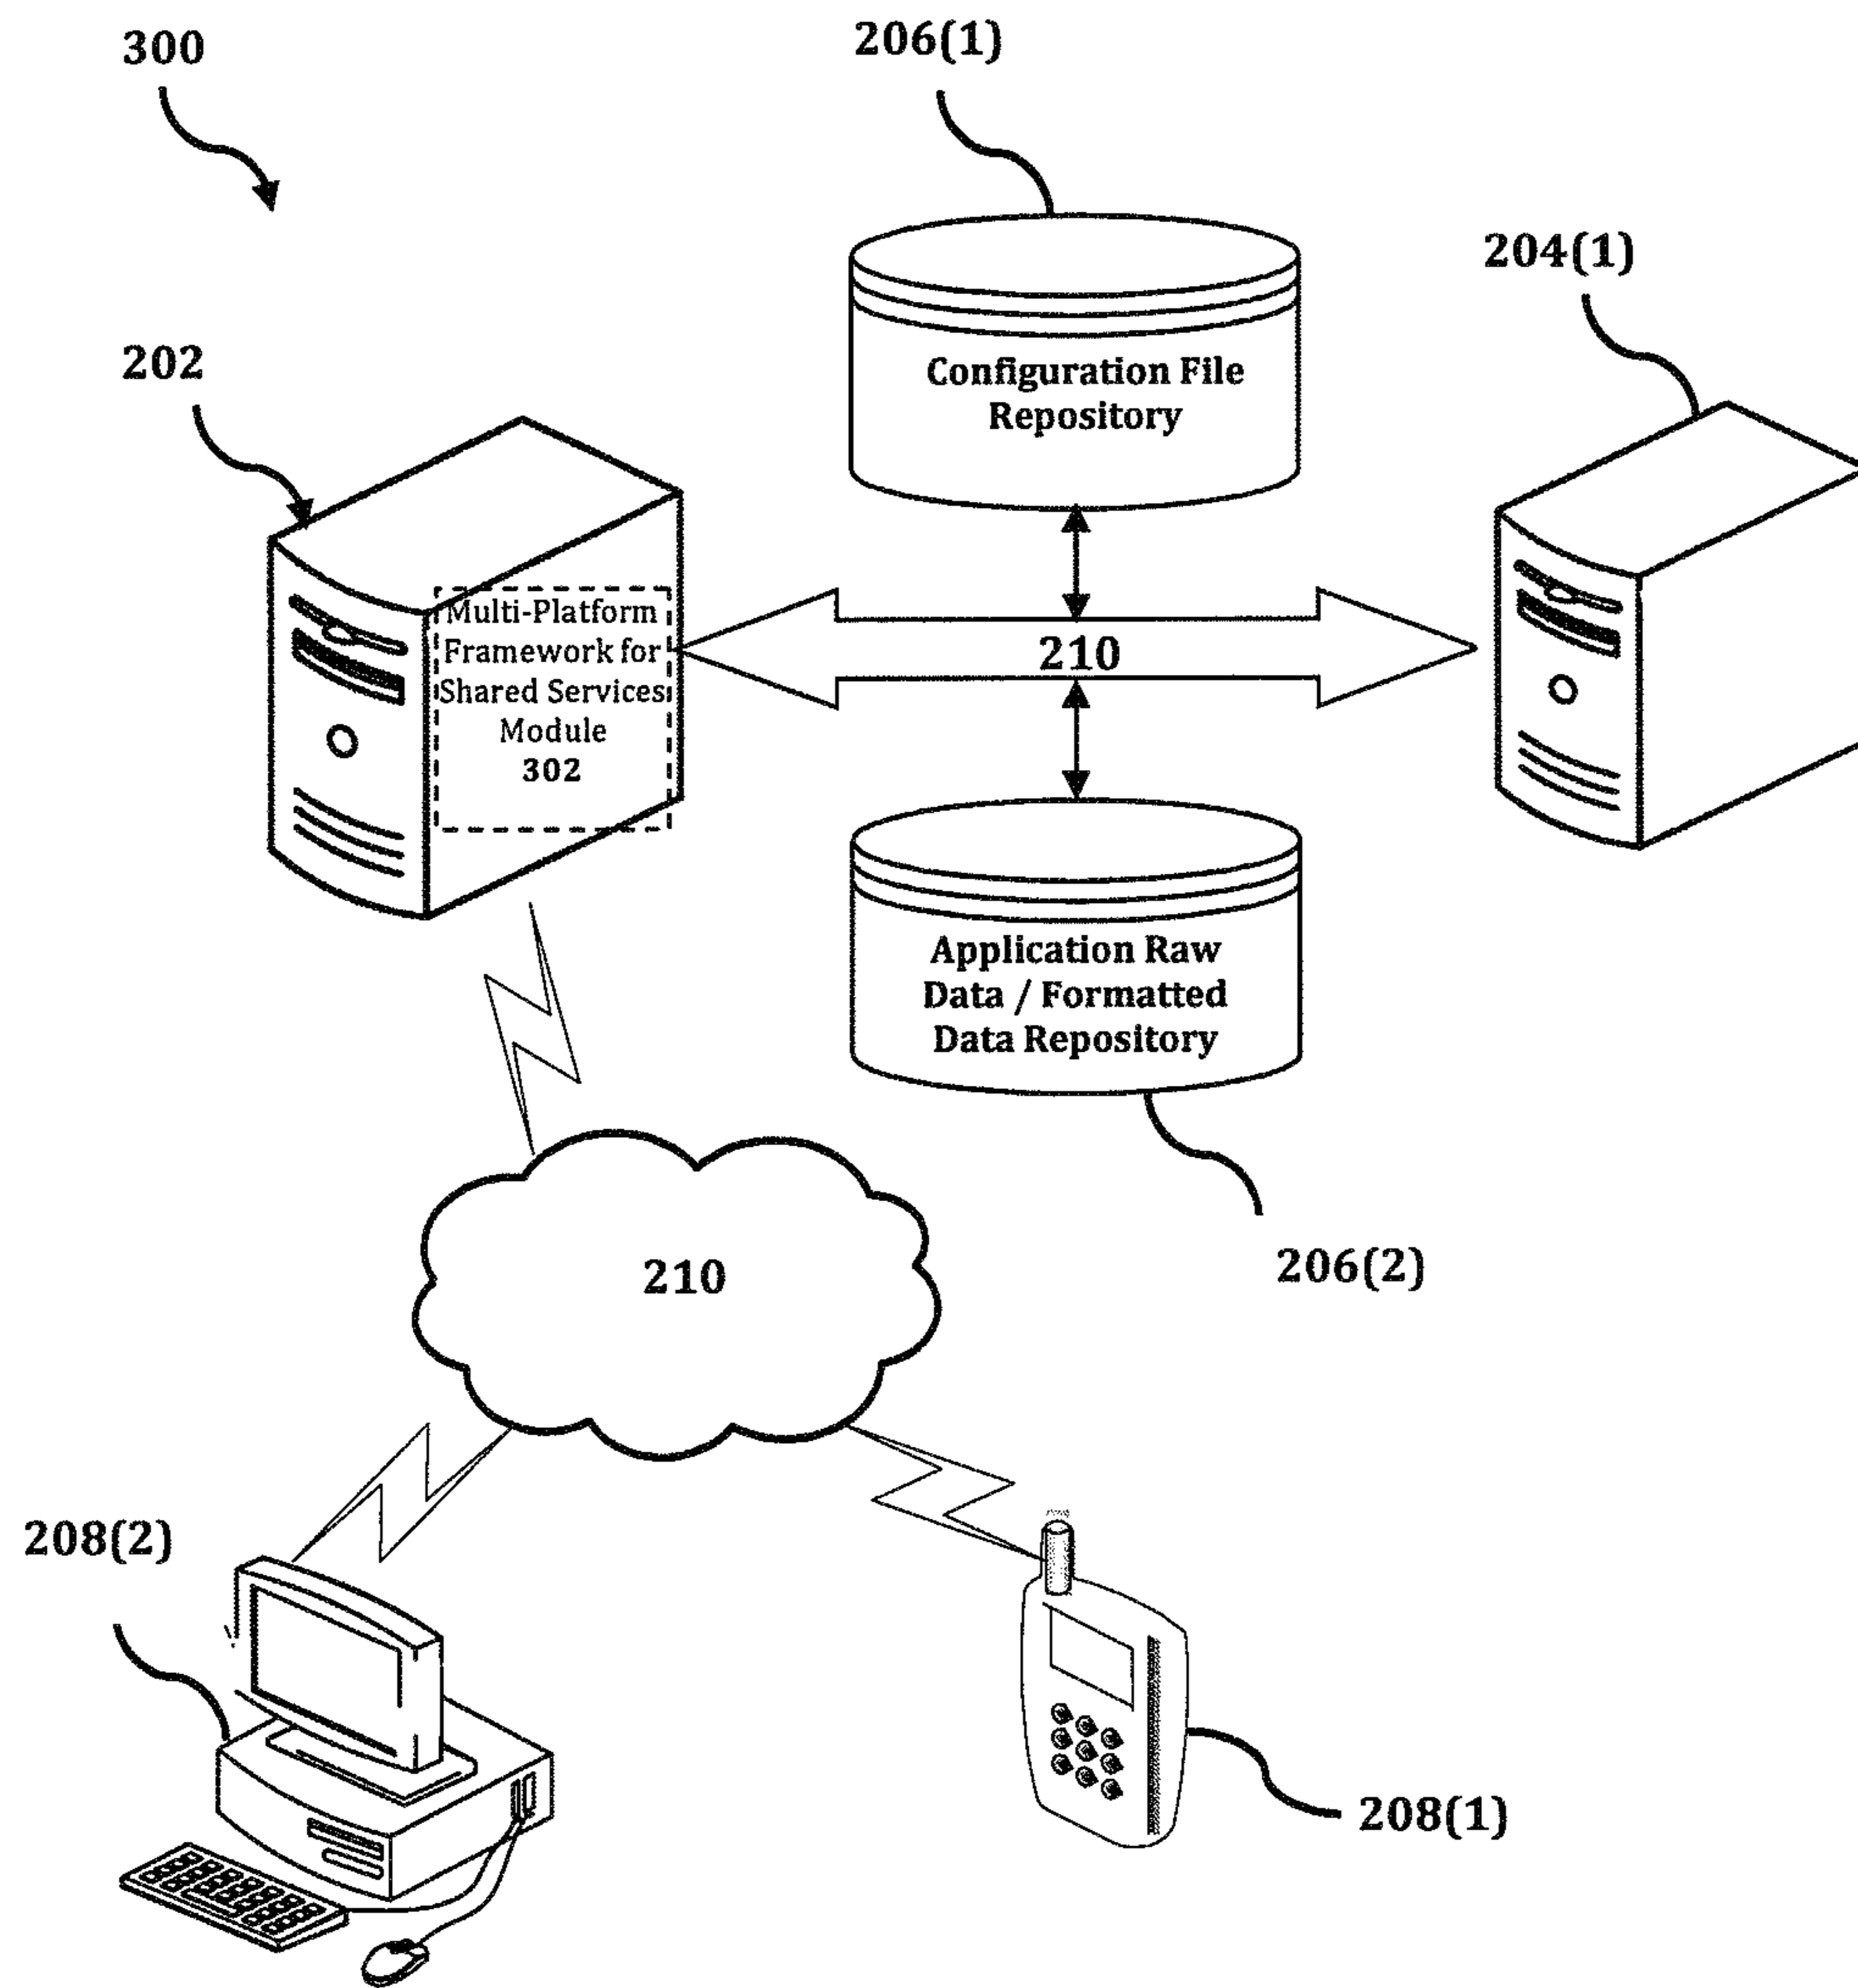 300
206(1)
204(1)
202
Configuration File
Repository
Multi-Platform
Framework for
Shared Services
Module
302
210
Application Raw
Data / Formatted
Data Repository
206(2)
210
208(2)
208(1)